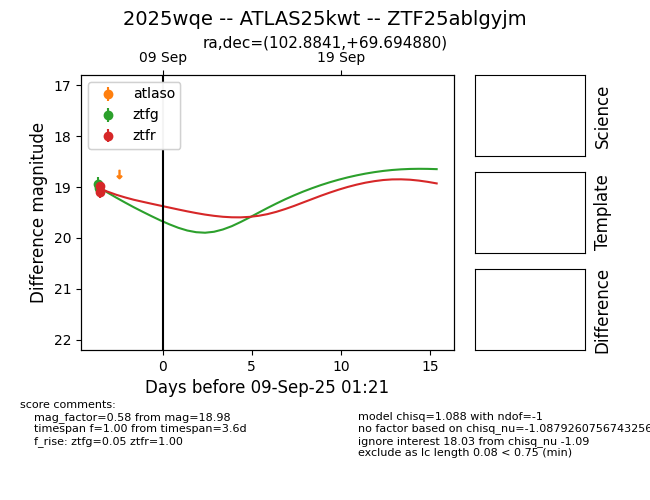 2025wqe -- ATLAS25kwt -- ZTF25ablgyjm
ra,dec=(102.8841,+69.694880)
09 Sep
19 Sep
atlaso
ztfg
ztfr
17
18
19
20
21
22
Difference magnitude
0
5
10
15
Days before 09-Sep-25 01:21
Science
Template
Difference
score comments:
mag_factor=0.58 from mag=18.98
timespan f=1.00 from timespan=3.6d
f_rise: ztfg=0.05 ztfr=1.00
model chisq=1.088 with ndof=-1
no factor based on chisq_nu=-1.0879260756743256
ignore interest 18.03 from chisq_nu -1.09
exclude as lc length 0.08 < 0.75 (min)